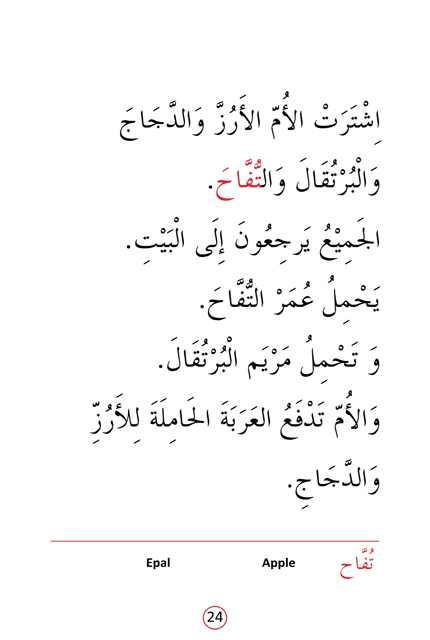 اِشْتَرَتْ الأُمّ الأَرُزَّ وَالدَّجَاجَ
وَالْبُرْتُقَالَ وَالتُّفَّاحَ.
الجَمِيْعُ يَرجِعُونَ إِلَى الْبَيْتِ.
يَحْمِلُ عُمَرْ التُّفَّاحَ.
وَ تَحْمِلُ مَرْيَم الْبُرْتُقَالَ.
وَالأُمّ تَدْفَعُ العَرَبَةَ الحَامِلَةَ لِلأَرُزِّ
وَالدَّجَاجِ.
تُفَّاح Apple Epal
24